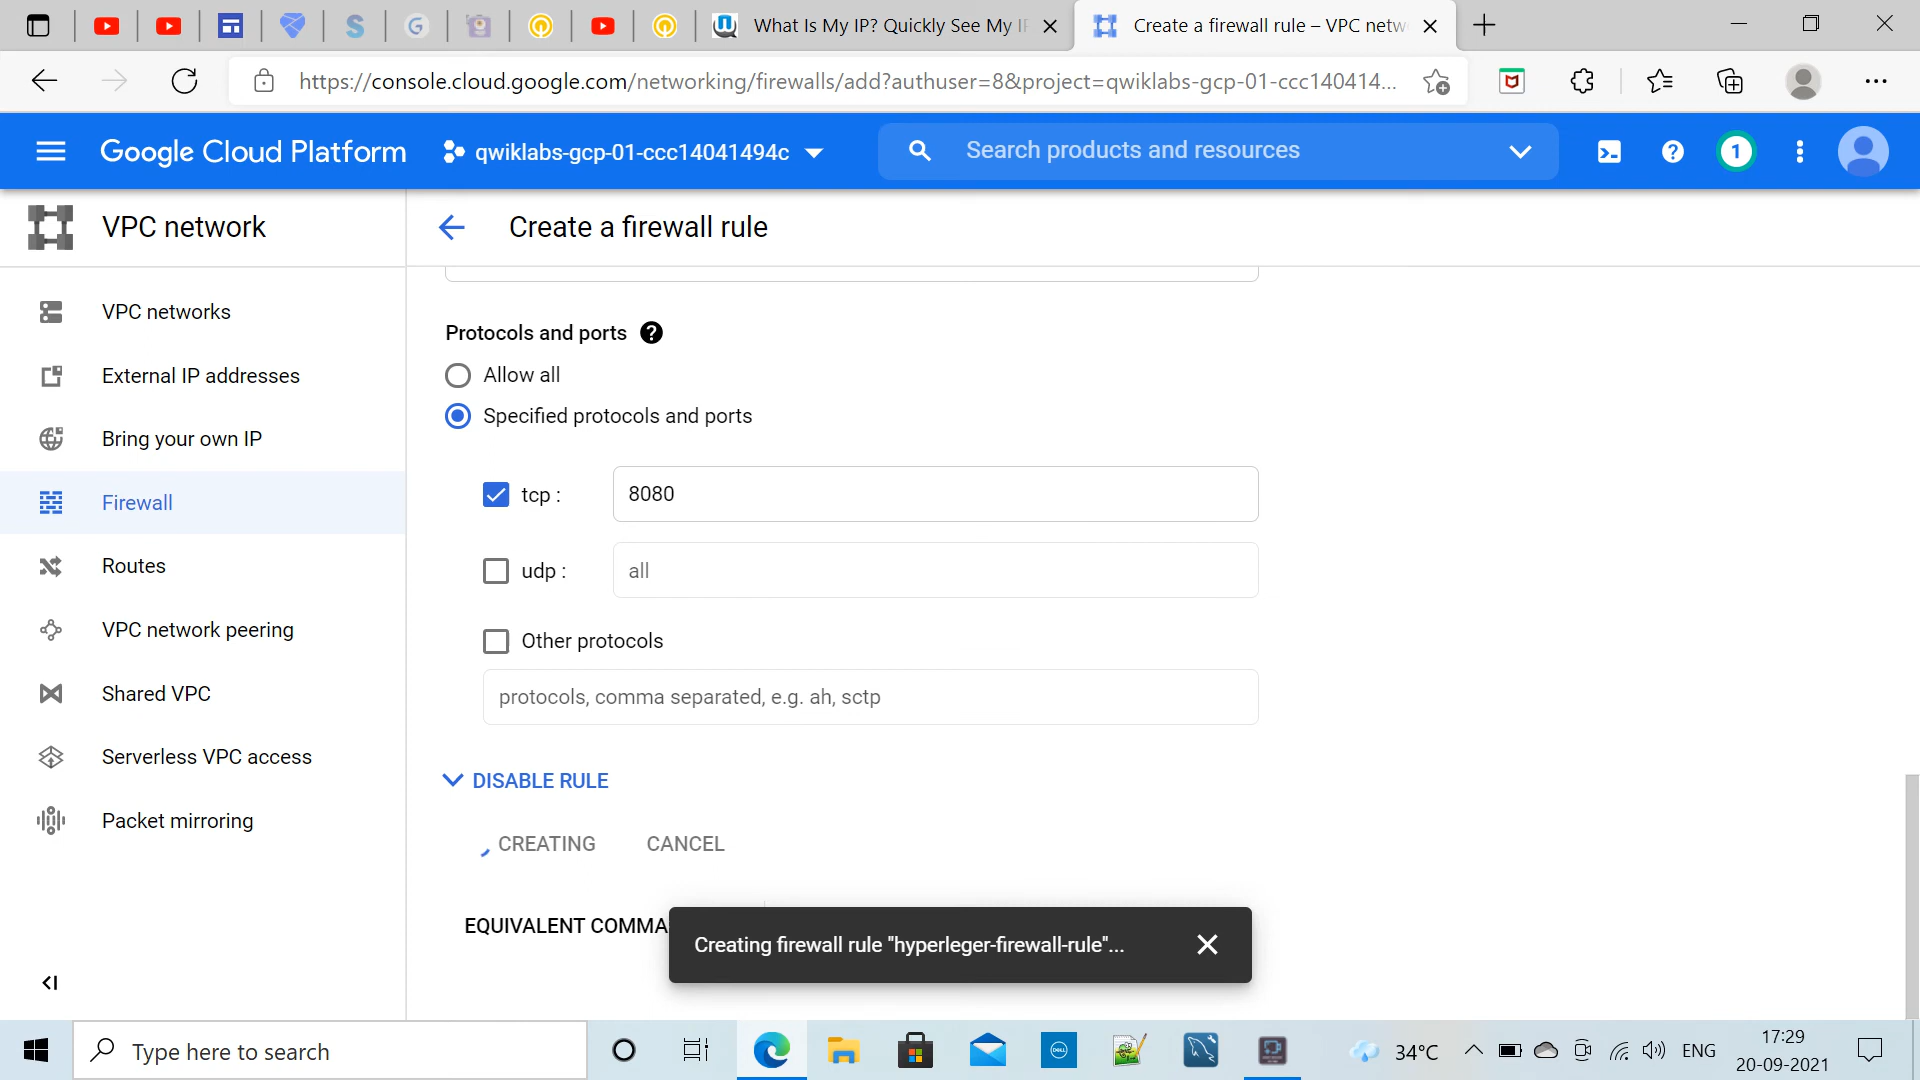 What Is My IP? Quickly See My IP
Create a firewall rule – VPC netw
https://console.cloud.google.com/networking/firewalls/add?authuser=8&project=qwiklabs-gcp-01-ccc140414...
Google Cloud Platform
qwiklabs-gcp-01-ccc14041494c
Search products and resources
1
VPC network
Create a firewall rule
VPC networks
External IP addresses
Bring your own IP
Firewall
Routes
VPC network peering
Shared VPC
Serverless VPC access
Packet mirroring
Protocols and ports
Allow all
Specified protocols and ports
tcp : 8080
udp : all
Other protocols
protocols, comma separated, e.g. ah, sctp
DISABLE RULE
CREATING CANCEL
EQUIVALENT COMMA
Creating firewall rule "hyperleger-firewall-rule"...
Type here to search
DELL
34°C
ENG
17:29
20-09-2021